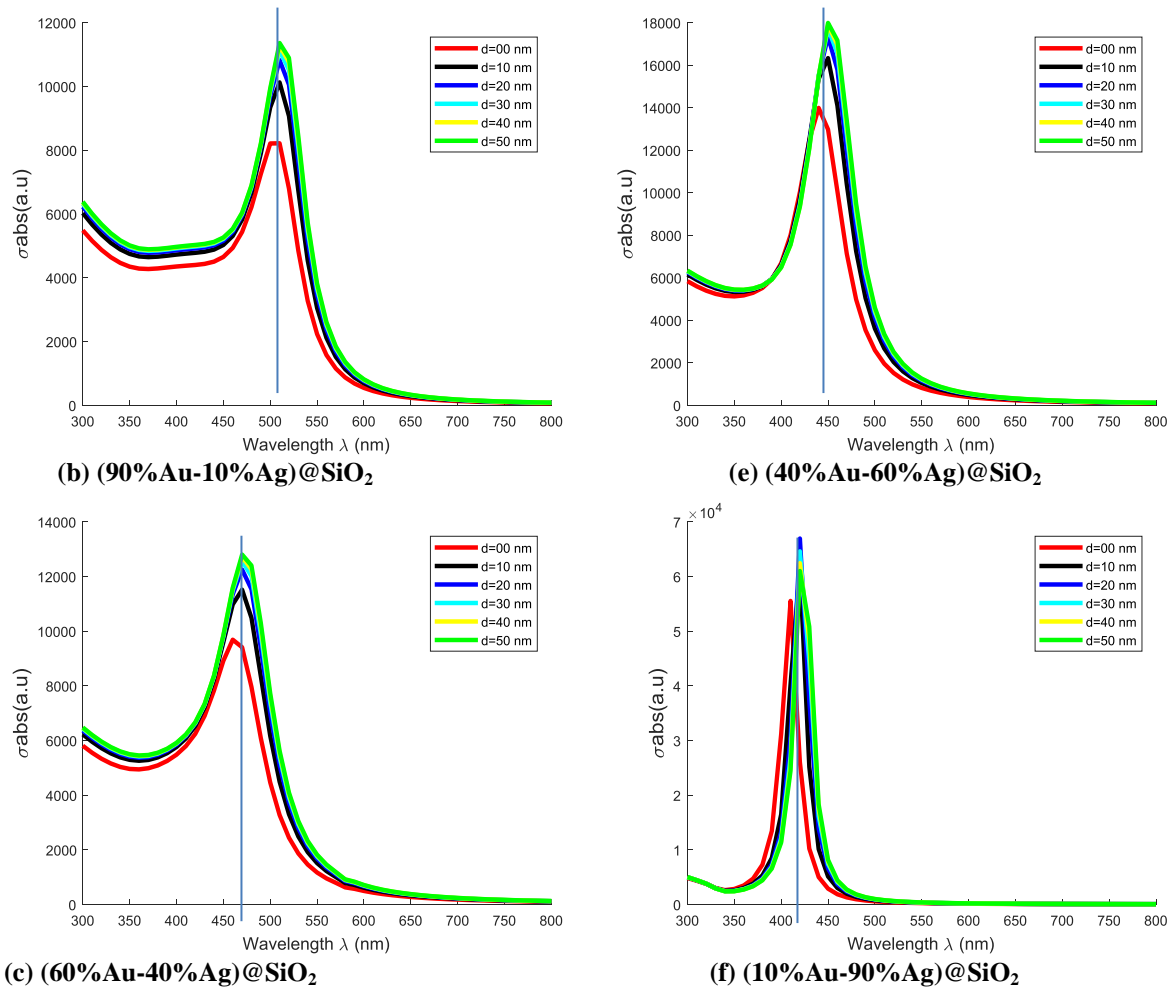 12000
10000
8000
6000
4000
2000
0
σabs(a.u)
300 350 400 450 500 550 600 650 700 750 800
Wavelength λ (nm)
d=00 nm
d=10 nm
d=20 nm
d=30 nm
d=40 nm
d=50 nm
(b) (90%Au-10%Ag)@SiO₂
18000
16000
14000
12000
10000
8000
6000
4000
2000
0
σabs(a.u)
300 350 400 450 500 550 600 650 700 750 800
Wavelength λ (nm)
d=00 nm
d=10 nm
d=20 nm
d=30 nm
d=40 nm
d=50 nm
(e) (40%Au-60%Ag)@SiO₂
14000
12000
10000
8000
6000
4000
2000
0
σabs(a.u)
300 350 400 450 500 550 600 650 700 750 800
Wavelength λ (nm)
d=00 nm
d=10 nm
d=20 nm
d=30 nm
d=40 nm
d=50 nm
(c) (60%Au-40%Ag)@SiO₂
×10⁴
7
6
5
4
3
2
1
0
σabs(a.u)
300 350 400 450 500 550 600 650 700 750 800
Wavelength λ (nm)
d=00 nm
d=10 nm
d=20 nm
d=30 nm
d=40 nm
d=50 nm
(f) (10%Au-90%Ag)@SiO₂